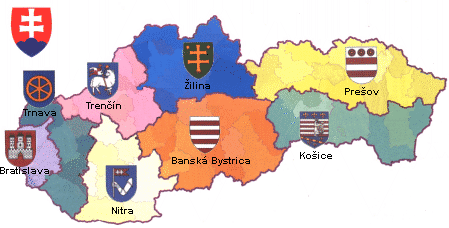 Žilina
Prešov
Trnava
Trenčín
Banská Bystrica
Košice
Bratislava
Nitra